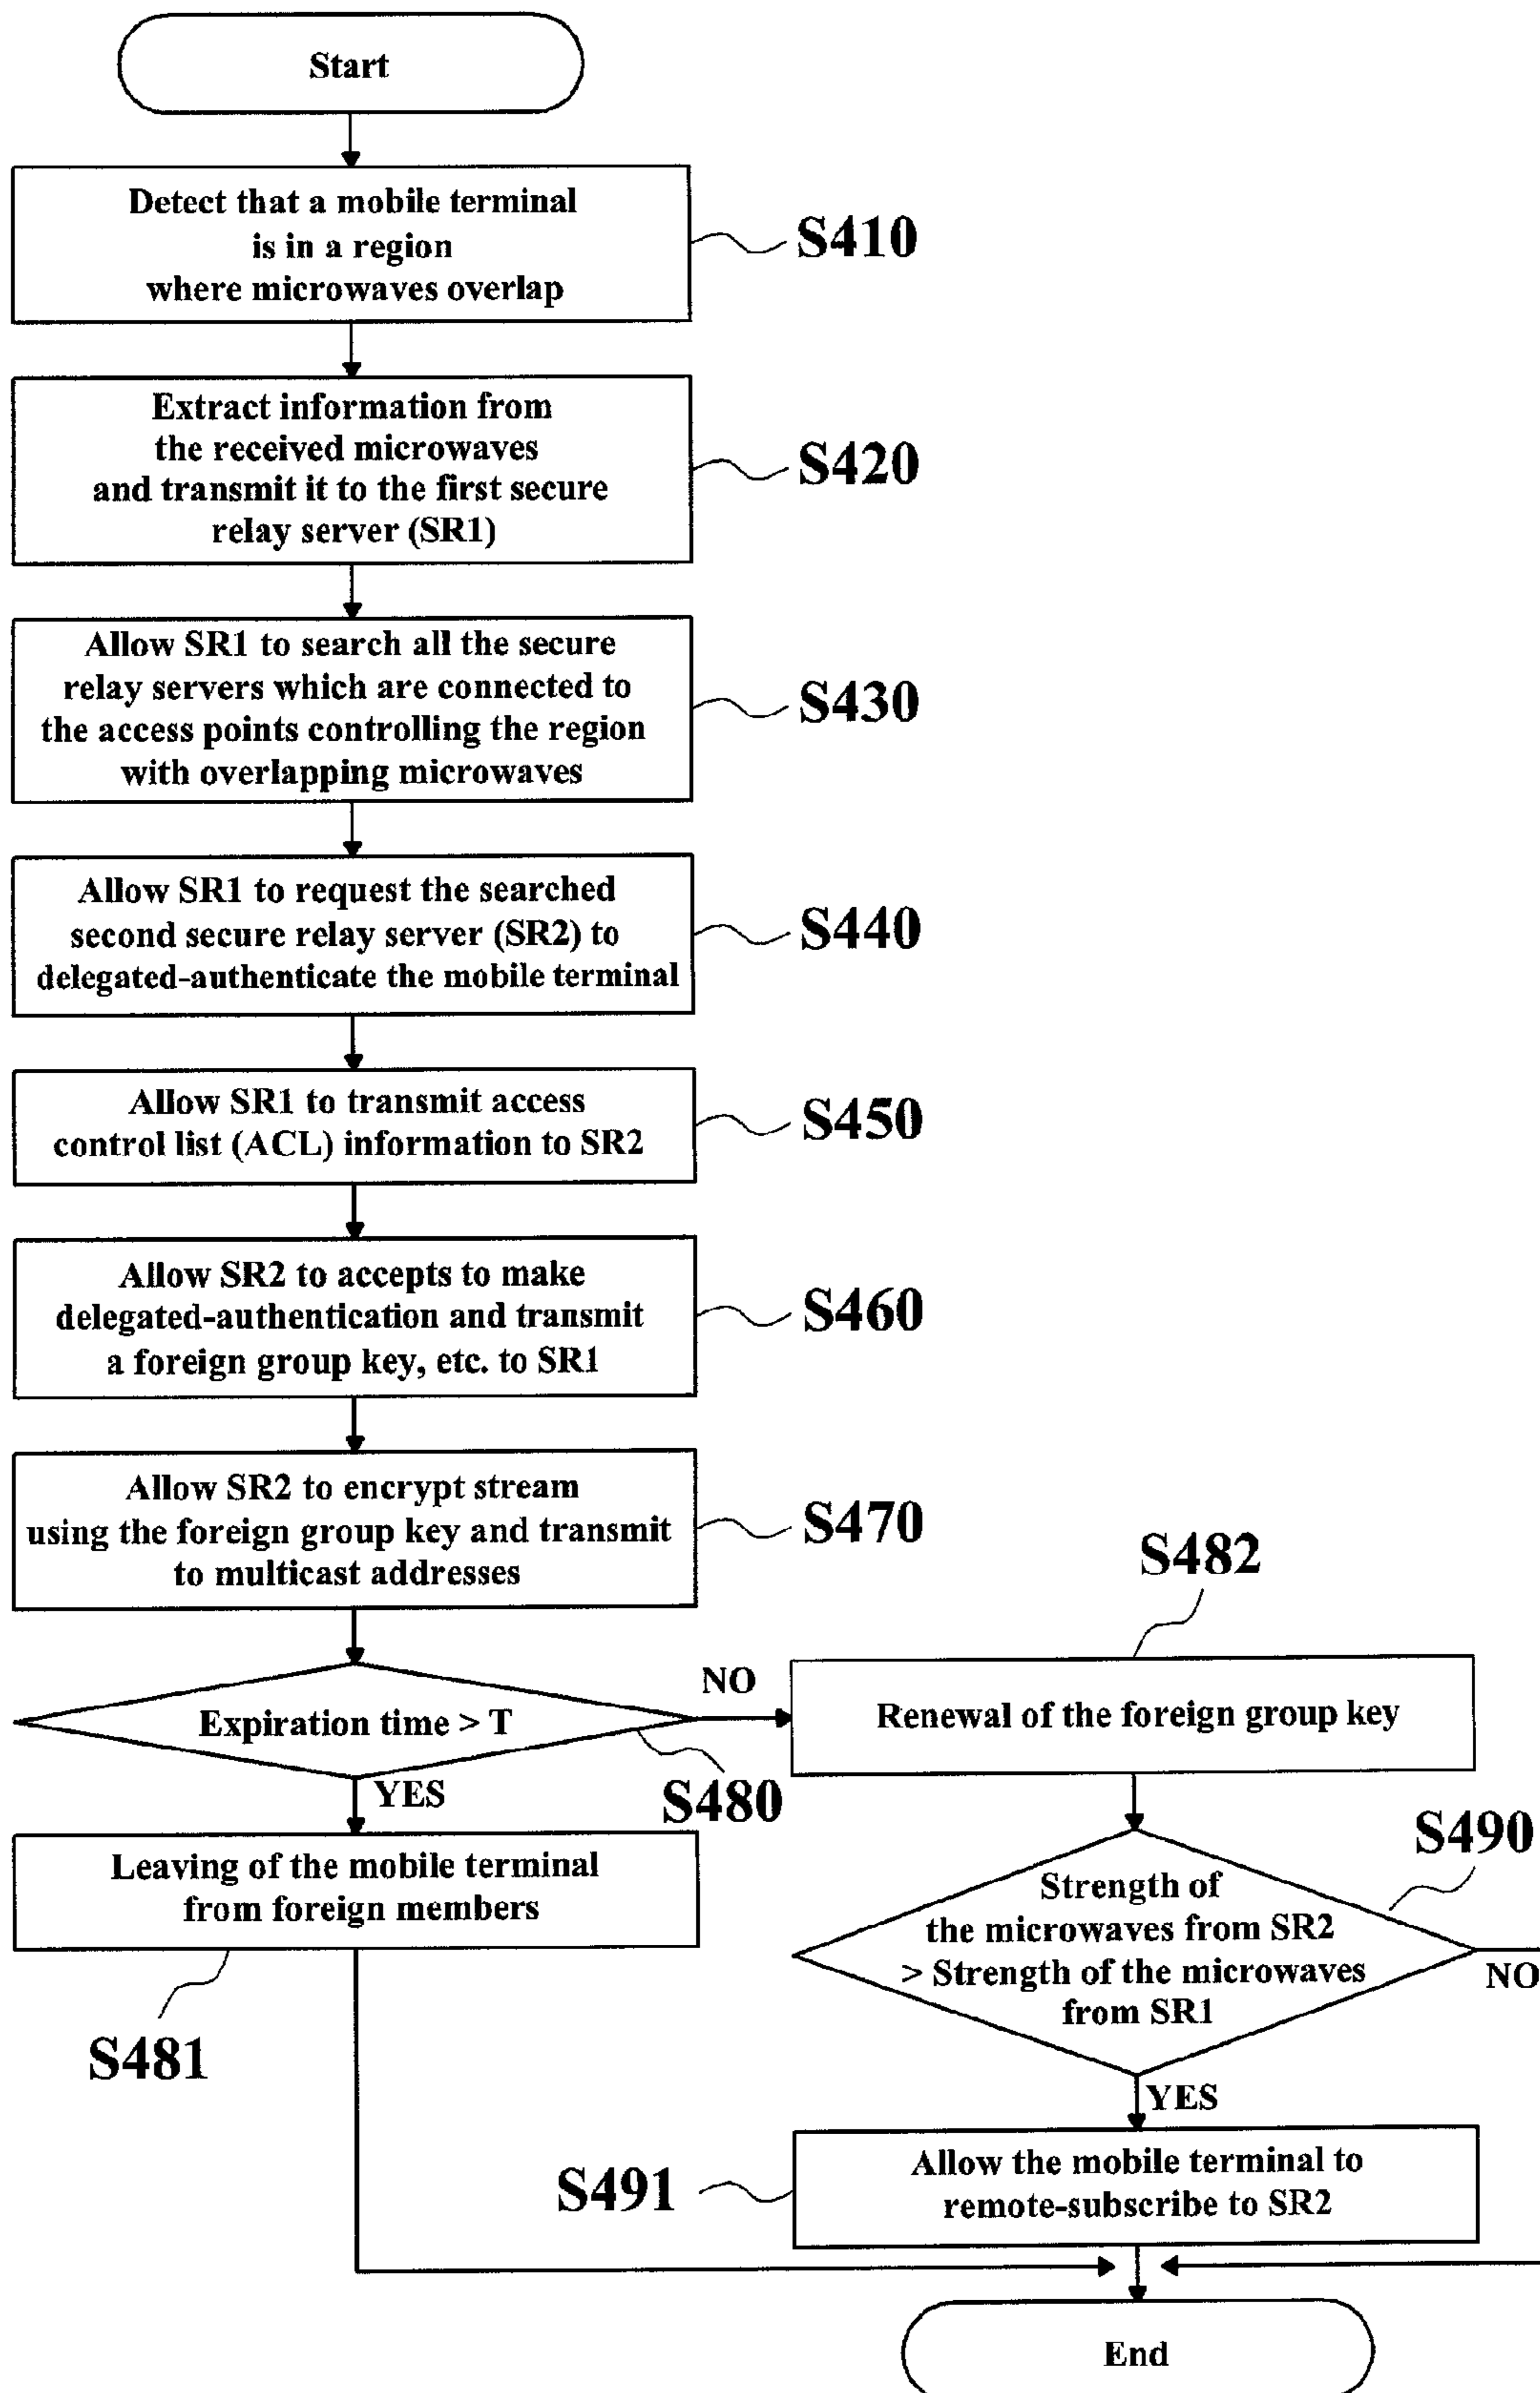 Start
Detect that a mobile terminal
is in a region
where microwaves overlap
S410
Extract information from
the received microwaves
and transmit it to the first secure
relay server (SR1)
S420
Allow SR1 to search all the secure
relay servers which are connected to
the access points controlling the region
with overlapping microwaves
S430
Allow SR1 to request the searched
second secure relay server (SR2) to
delegated-authenticate the mobile terminal
S440
Allow SR1 to transmit access
control list (ACL) information to SR2
S450
Allow SR2 to accepts to make
delegated-authentication and transmit
a foreign group key, etc. to SR1
S460
Allow SR2 to encrypt stream
using the foreign group key and transmit
to multicast addresses
S470
Expiration time > T
S480
NO
YES
S482
Renewal of the foreign group key
Leaving of the mobile terminal
from foreign members
S481
Strength of
the microwaves from SR2
> Strength of the microwaves
from SR1
S490
NO
YES
Allow the mobile terminal to
remote-subscribe to SR2
S491
End